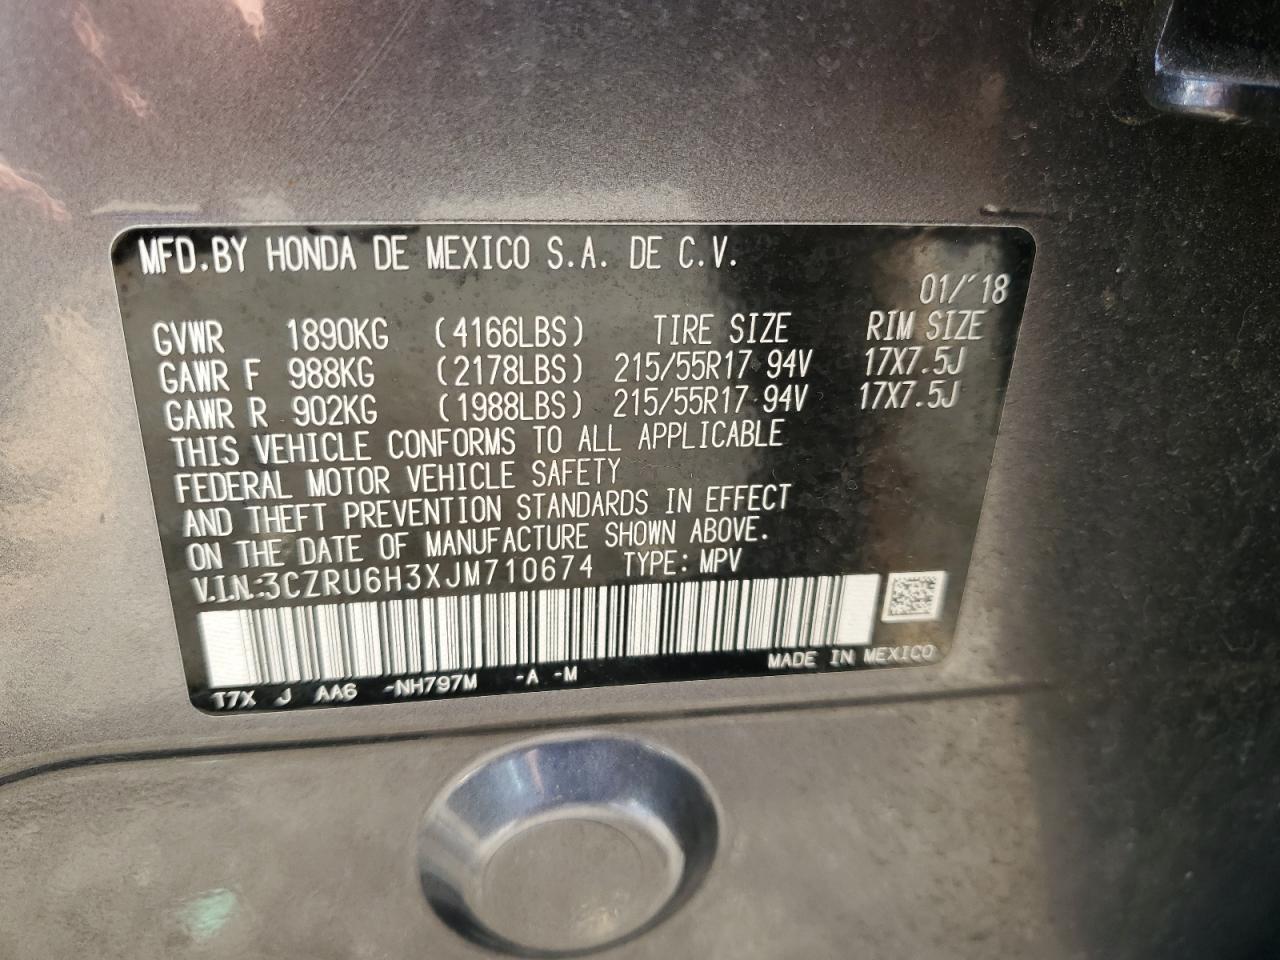 MFD.BY HONDA DE MEXICO S.A. DE C.V.
01/'18
GVWR 1890KG (4166LBS) TIRE SIZE RIM SIZE
GAWR F 988KG (2178LBS) 215/55R17 94V 17X7.5J
GAWR R 902KG (1988LBS) 215/55R17 94V 17X7.5J
THIS VEHICLE CONFORMS TO ALL APPLICABLE
FEDERAL MOTOR VEHICLE SAFETY
AND THEFT PREVENTION STANDARDS IN EFFECT
ON THE DATE OF MANUFACTURE SHOWN ABOVE.
V.I.N.:3CZRU6H3XJM710674 TYPE: MPV
MADE IN MEXICO
T7X J AA6 -NH797M -A -M